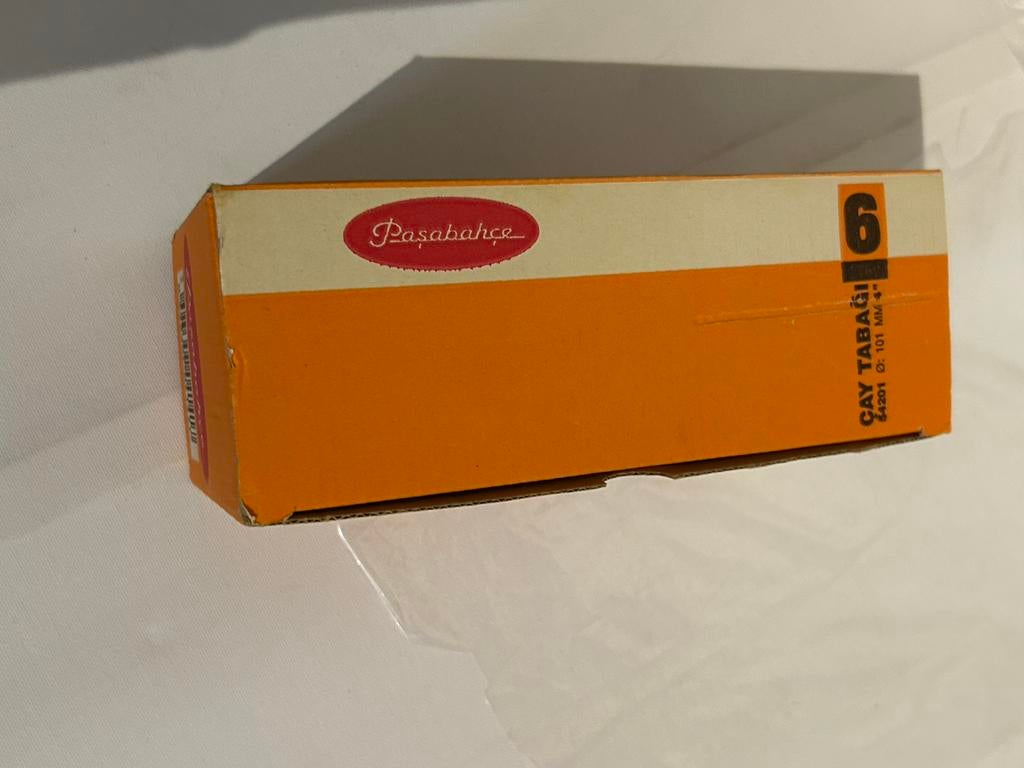 Paşabahçe
6
ÇAY TABAĞI
54201 Ø: 101 MM 4"